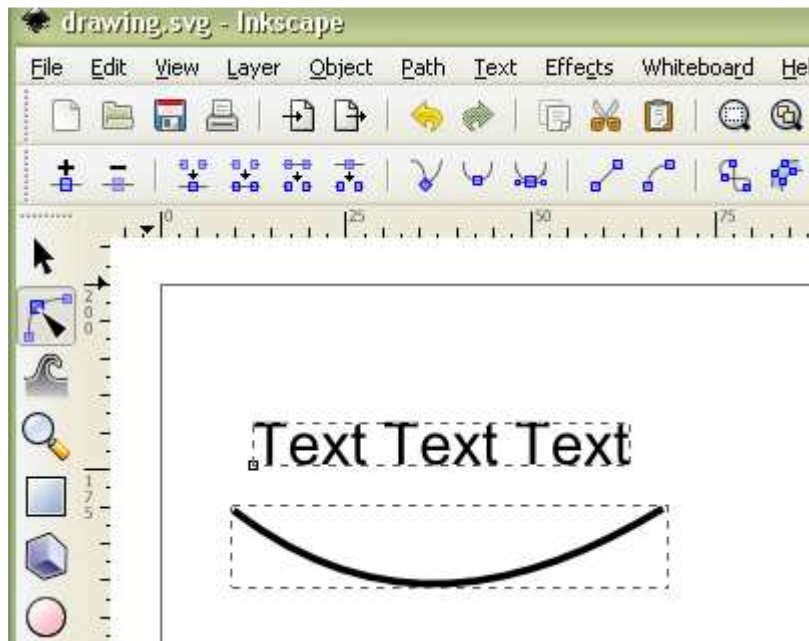 drawing.svg - Inkscape
File Edit View Layer Object Path Text Effects Whiteboard Hel
0 25 50 75
200
175
Text Text Text